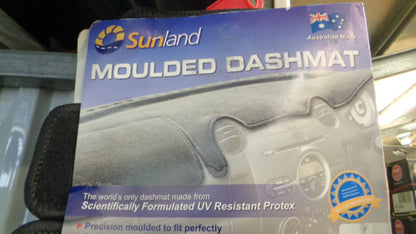 Sunland
Australian Made
MOULDED DASHMAT
The world's only dashmat made from
Scientifically Formulated UV Resistant Protex
Precision moulded to fit perfectly